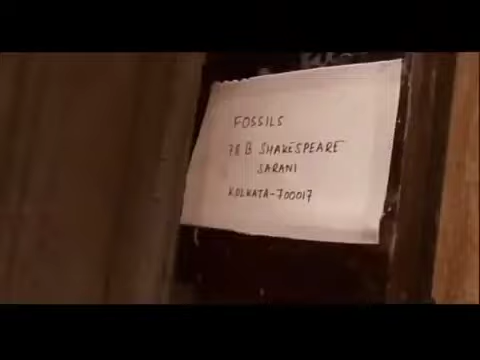 FOSSILS
78 B SHAKESPEARE
SARANI
KOLKATA-700017